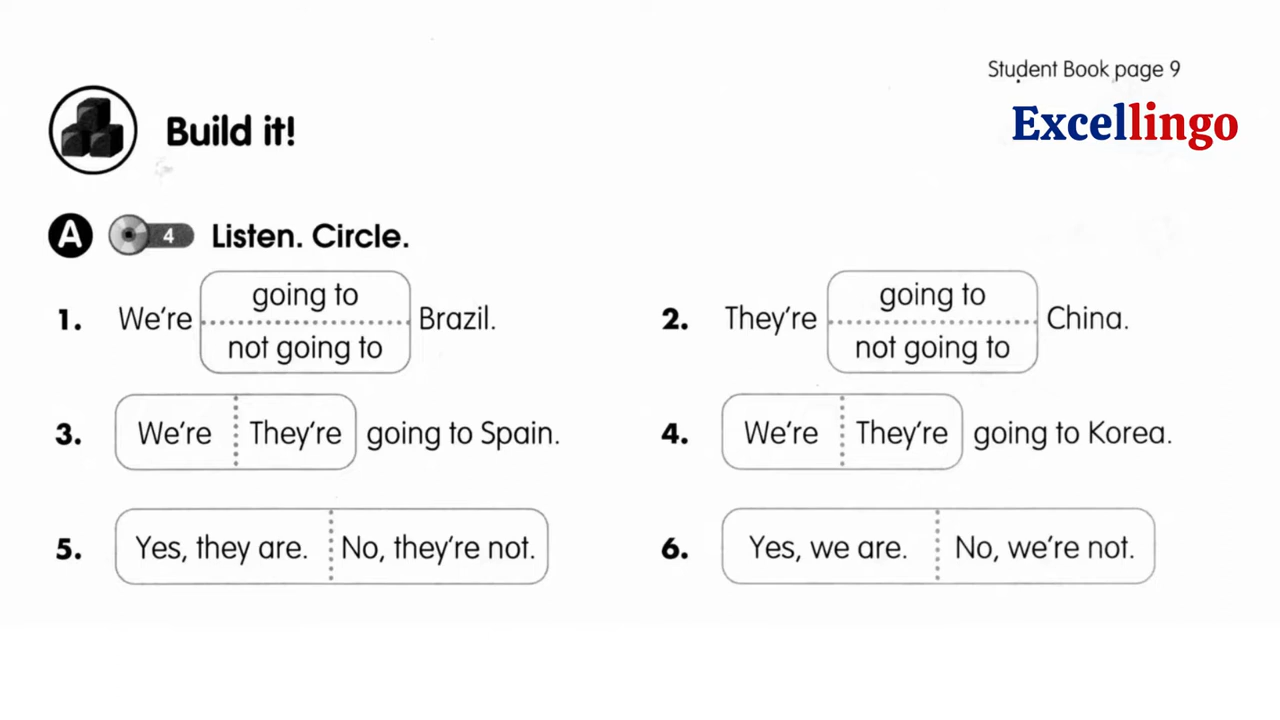 Student Book page 9
Excellingo
Build it!
A 4 Listen. Circle.
1. We're going to / not going to Brazil.
2. They're going to / not going to China.
3. We're They're going to Spain.
4. We're They're going to Korea.
5. Yes, they are. No, they're not.
6. Yes, we are. No, we're not.